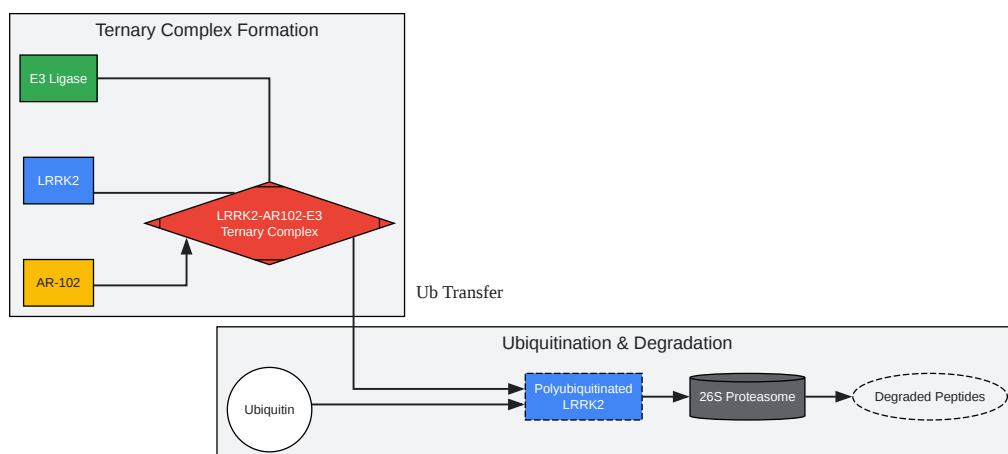 Ternary Complex Formation
E3 Ligase
LRRK2
LRRK2-AR102-E3
Ternary Complex
AR-102
Ub Transfer
Ubiquitination & Degradation
Ubiquitin
Polyubiquitinated
LRRK2
26S Proteasome
Degraded Peptides